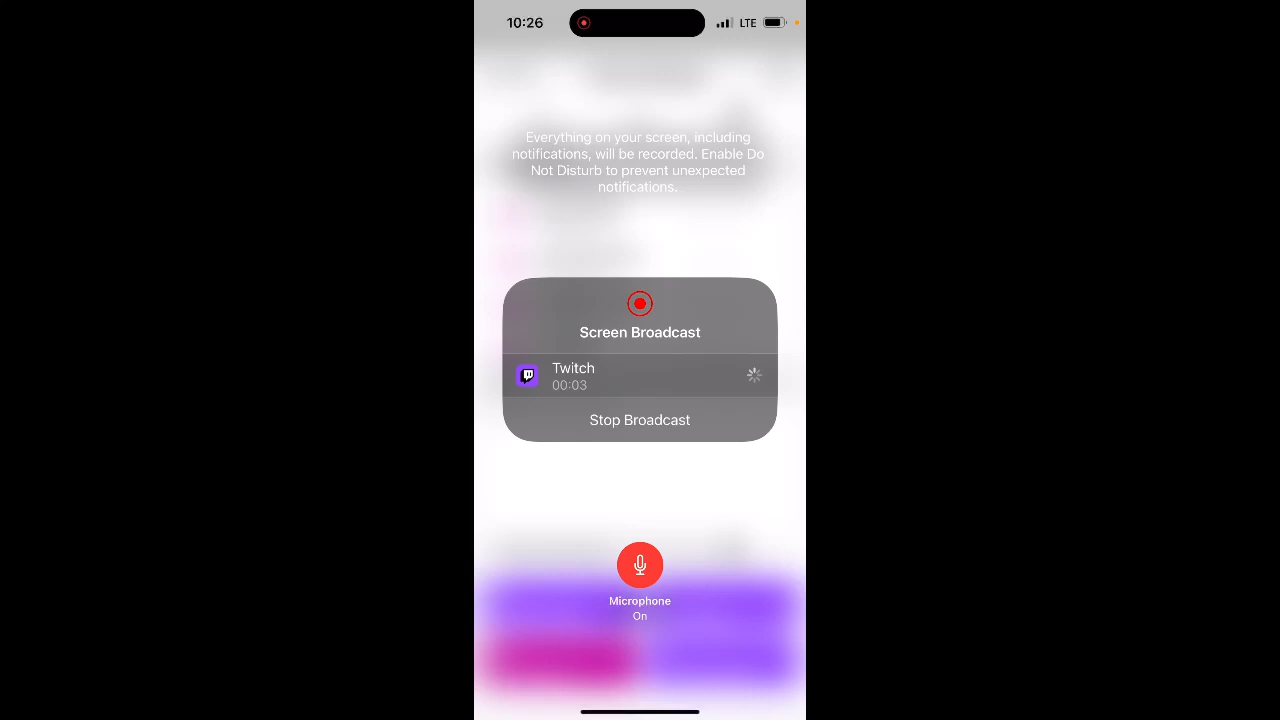 10:26
LTE
Everything on your screen, including
notifications, will be recorded. Enable Do
Not Disturb to prevent unexpected
notifications.
Screen Broadcast
Twitch
00:03
Stop Broadcast
Microphone
On